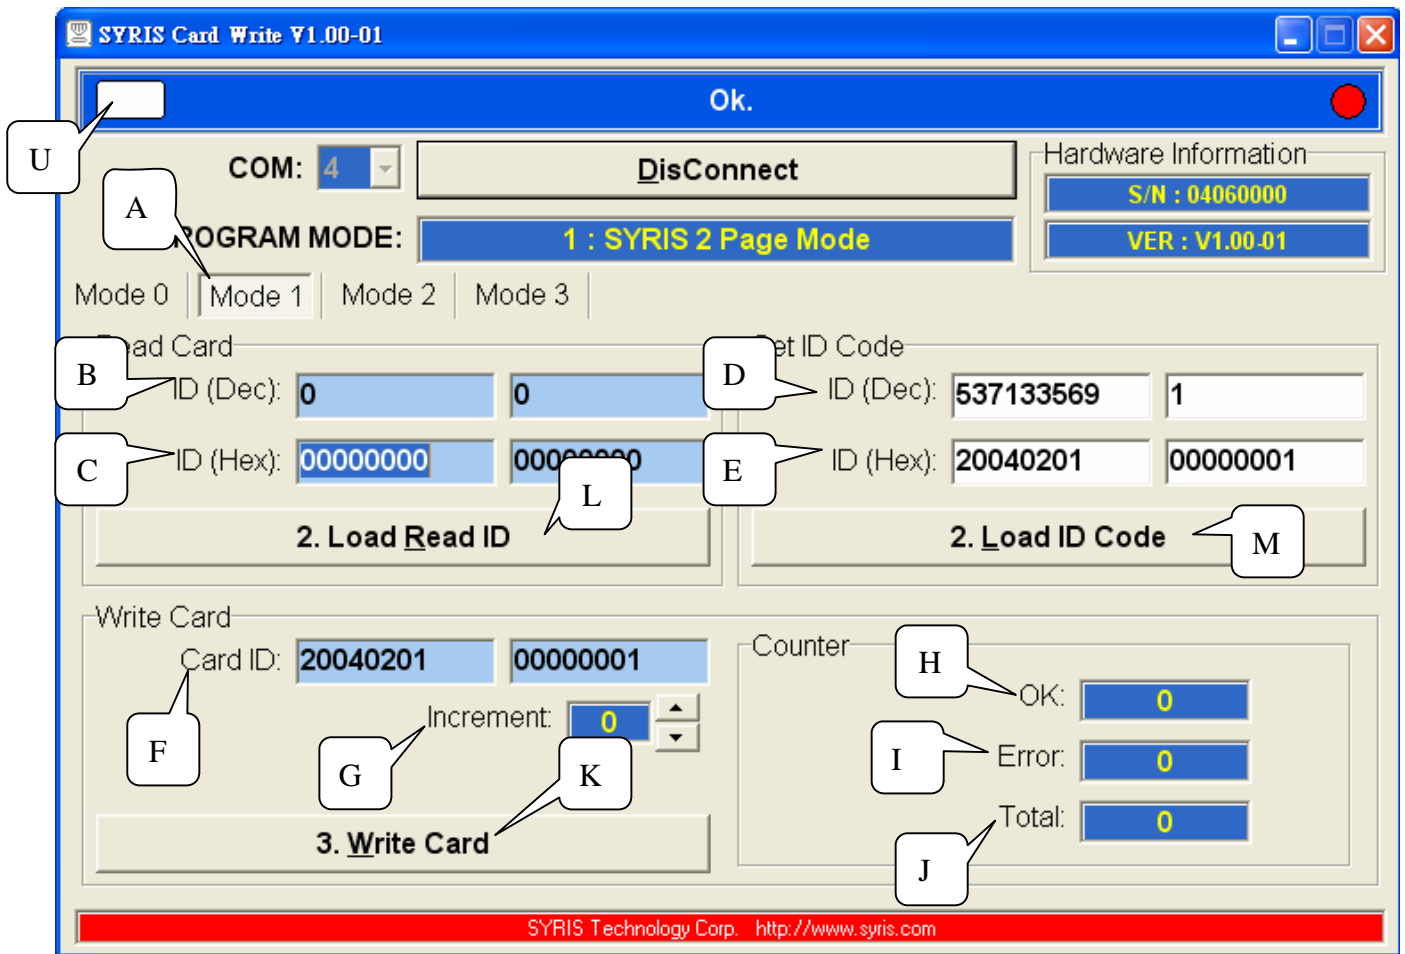 SYRIS Card Write V1.00-01
Ok.
U
COM: 4 DisConnect
Hardware Information
S/N : 04060000
A
ROGRAM MODE: 1 : SYRIS 2 Page Mode
VER : V1.00-01
Mode 0 Mode 1 Mode 2 Mode 3
Read Card
B ID (Dec): 0 0
C ID (Hex): 00000000 00000000
L
2. Load Read ID
Set ID Code
D ID (Dec): 537133569 1
E ID (Hex): 20040201 00000001
2. Load ID Code
M
Write Card
Card ID: 20040201 00000001
F
Increment: 0
G
K
3. Write Card
Counter
H OK: 0
I Error: 0
Total: 0
J
SYRIS Technology Corp. http://www.syris.com